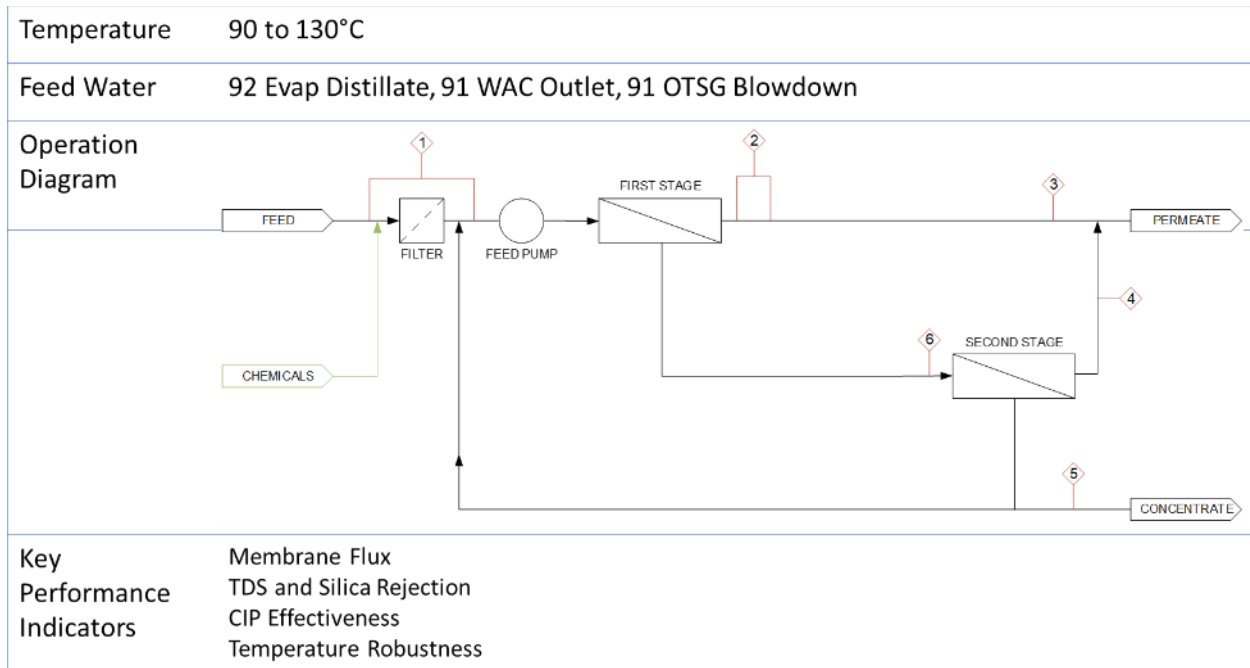 Temperature 90 to 130°C
Feed Water 92 Evap Distillate, 91 WAC Outlet, 91 OTSG Blowdown
Operation
Diagram
1
2
FIRST STAGE
3
FEED
PERMEATE
FILTER
FEED PUMP
4
6
SECOND STAGE
CHEMICALS
5
CONCENTRATE
Key
Performance
Indicators
Membrane Flux
TDS and Silica Rejection
CIP Effectiveness
Temperature Robustness